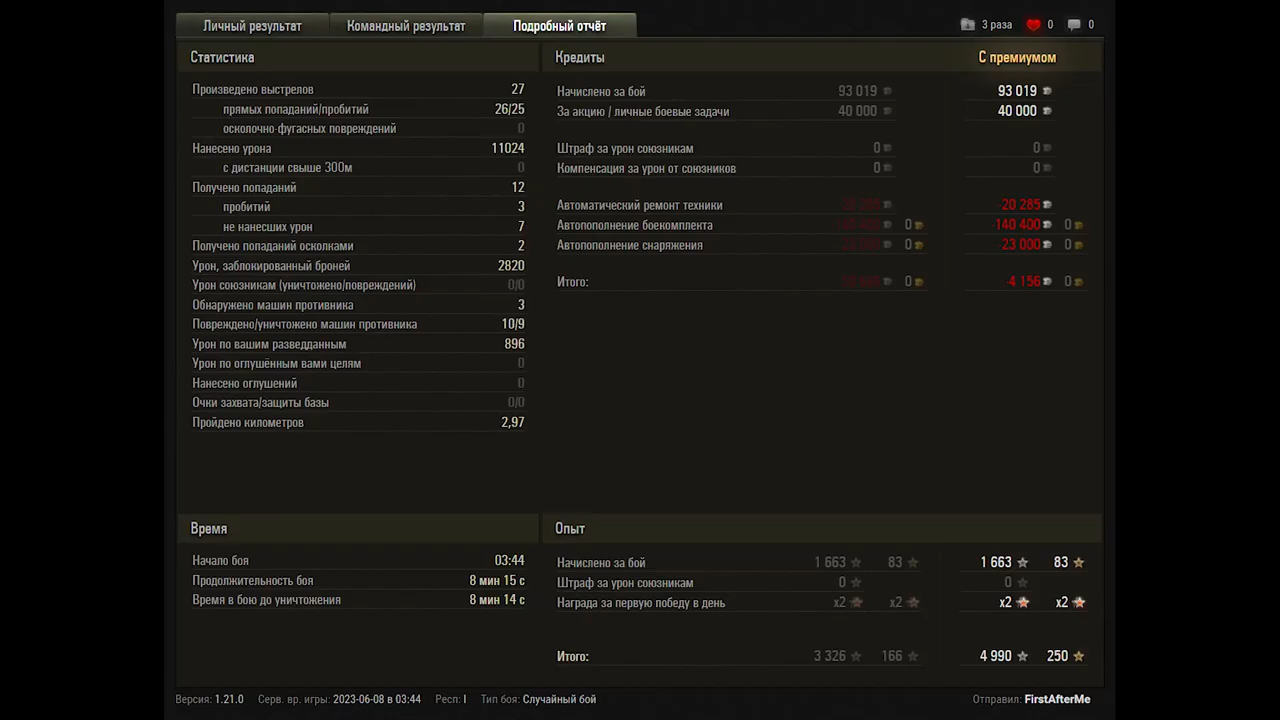 Личный результат Командный результат Подробный отчёт 3 раза 0 0
Статистика
Произведено выстрелов 27
прямых попаданий/пробитий 26/25
осколочно-фугасных повреждений 0
Нанесено урона 11024
с дистанции свыше 300м 0
Получено попаданий 12
пробитий 3
не нанесших урон 7
Получено попаданий осколками 2
Урон, заблокированный броней 2820
Урон союзникам (уничтожено/повреждений) 0/0
Обнаружено машин противника 3
Повреждено/уничтожено машин противника 10/9
Урон по вашим разведданным 896
Урон по оглушённым вами целям 0
Нанесено оглушений 0
Очки захвата/защиты базы 0/0
Пройдено километров 2,97
Кредиты С премиумом
Начислено за бой 93 019 93 019
За акцию / личные боевые задачи 40 000 40 000
Штраф за урон союзникам 0 0
Компенсация за урон от союзников 0 0
Автоматический ремонт техники -20 285
Автопополнение боекомплекта 0 -140 400 0
Автопополнение снаряжения 0 -23 000 0
Итого: 0 -4 156 0
Время
Начало боя 03:44
Продолжительность боя 8 мин 15 с
Время в бою до уничтожения 8 мин 14 с
Опыт
Начислено за бой 1 663 83 1 663 83
Штраф за урон союзникам 0 0
Награда за первую победу в день x2 x2 x2 x2
Итого: 3 326 166 4 990 250
Версия: 1.21.0 Серв. вр. игры: 2023-06-08 в 03:44 Респ: I Тип боя: Случайный бой Отправил: FirstAfterMe